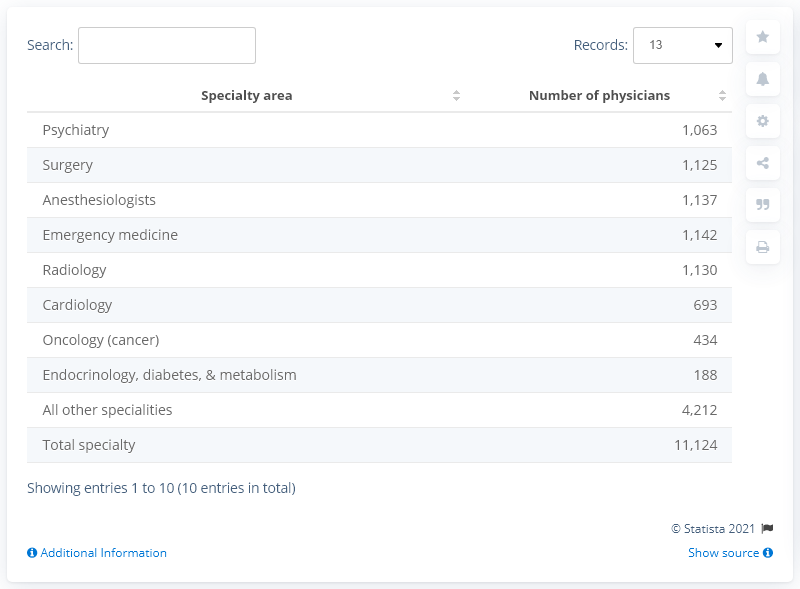 Search:
Records: 13
Specialty area Number of physicians
Psychiatry 1,063
Surgery 1,125
Anesthesiologists 1,137
Emergency medicine 1,142
Radiology 1,130
Cardiology 693
Oncology (cancer) 434
Endocrinology, diabetes, & metabolism 188
All other specialities 4,212
Total specialty 11,124
Showing entries 1 to 10 (10 entries in total)
© Statista 2021
Additional Information Show source